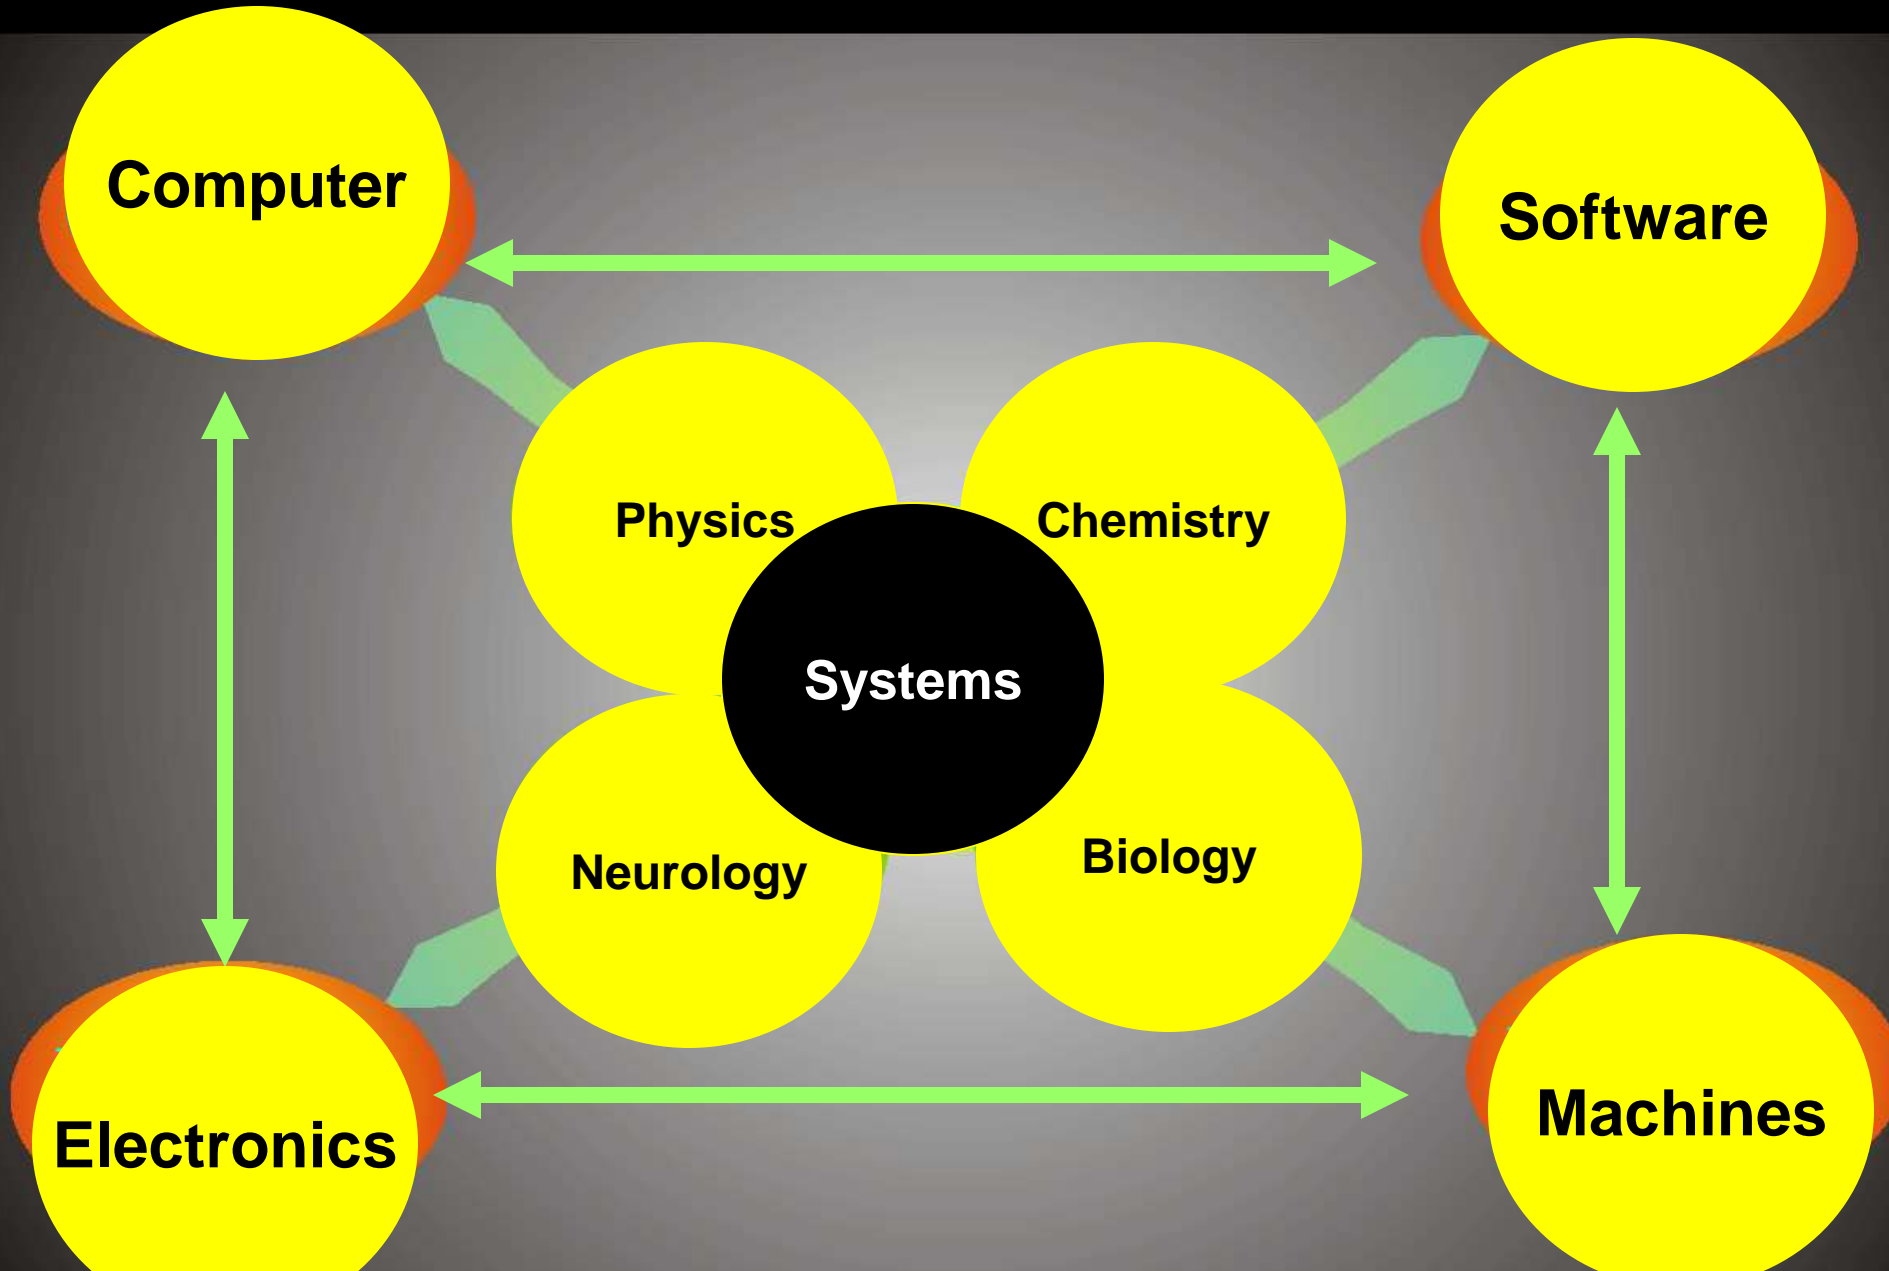 Computer
Software
Physics
Chemistry
Systems
Neurology
Biology
Electronics
Machines